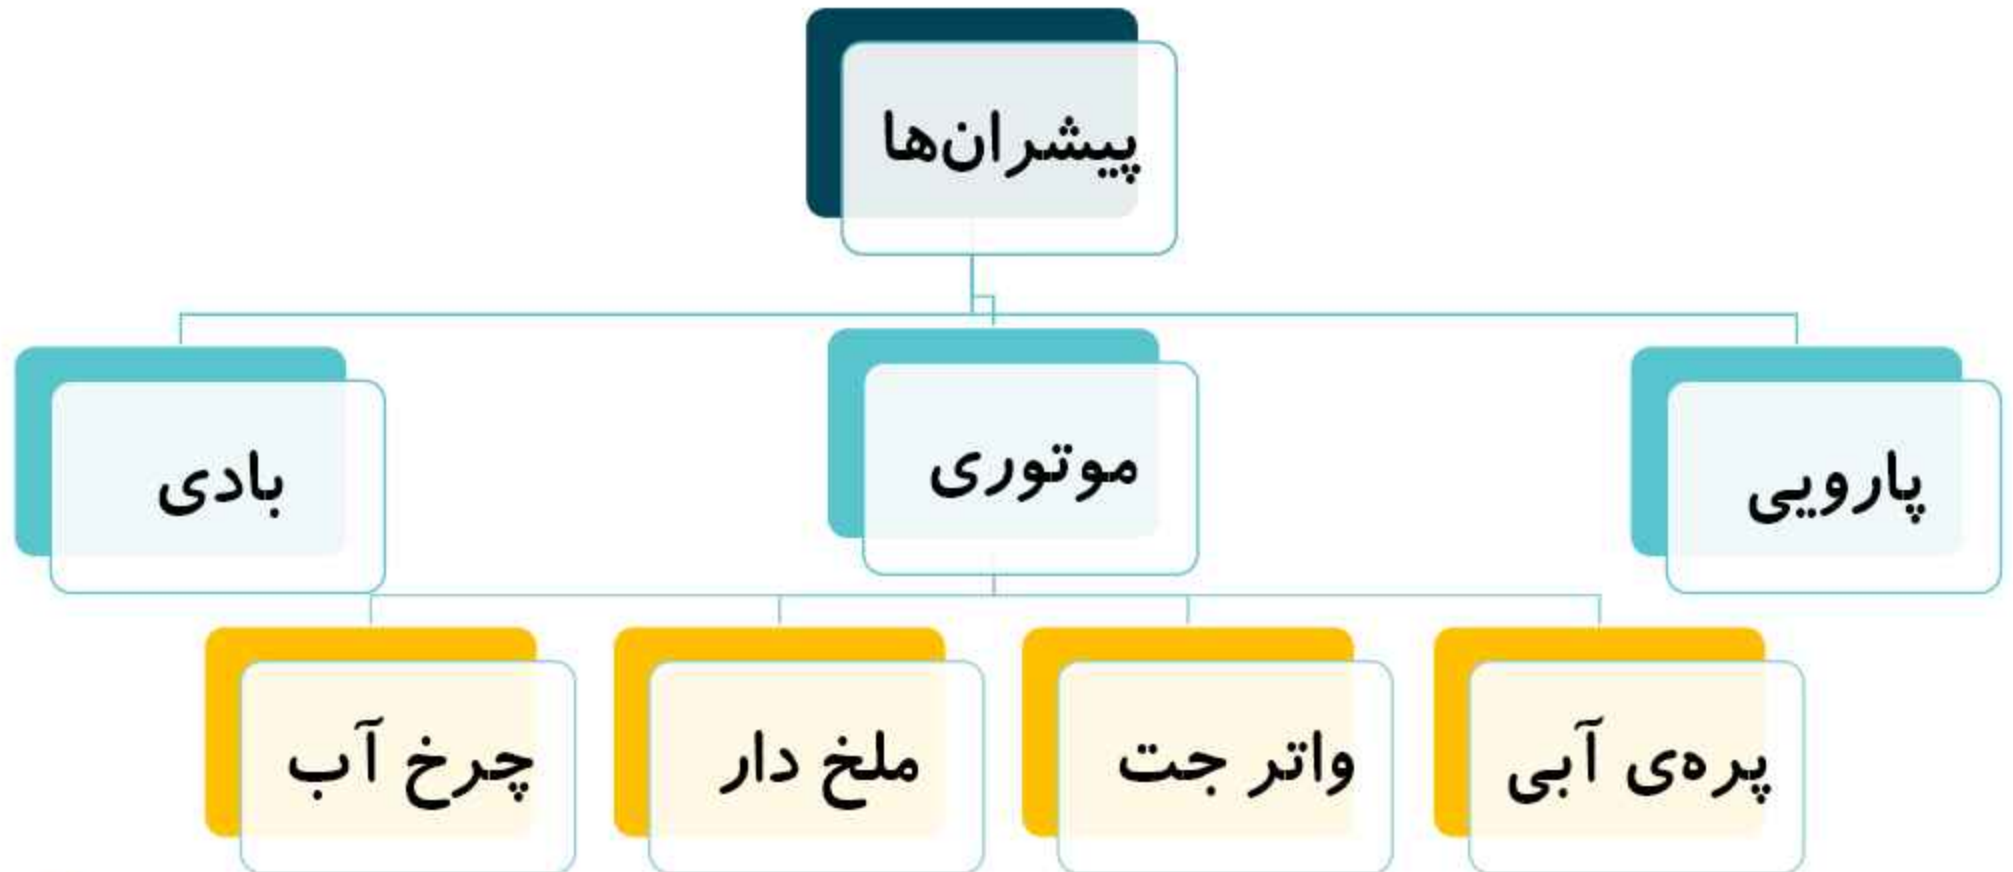 پیشران‌ها
پارویی
موتوری
بادی
پره‌ی آبی
واتر جت
ملخ دار
چرخ آب